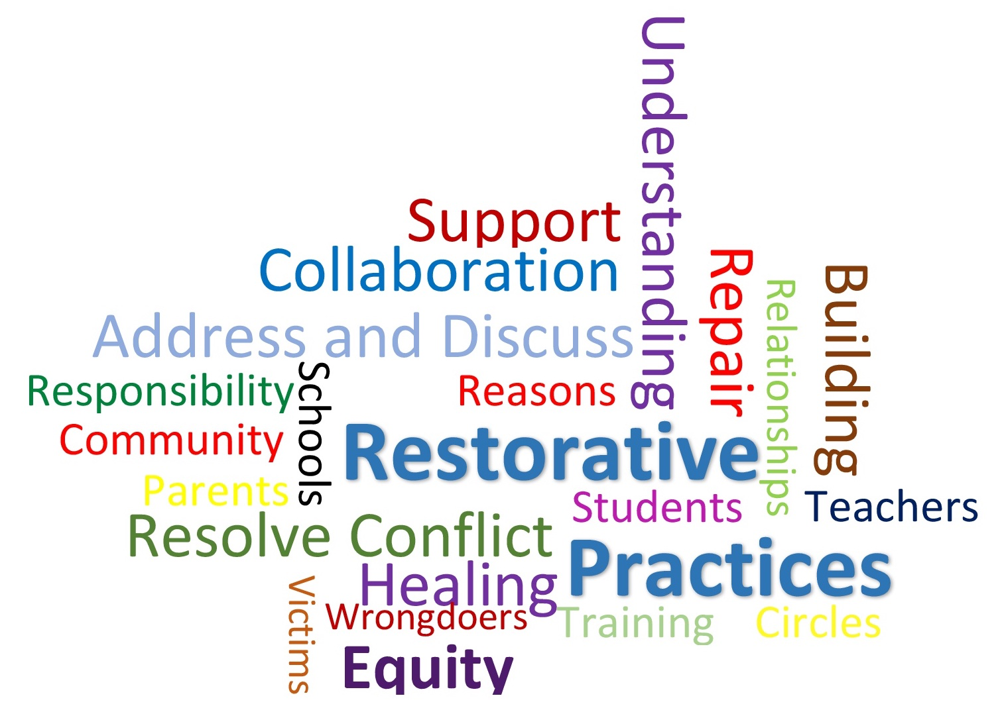 Understanding
Support
Collaboration
Repair
Relationships
Building
Address and Discuss
Schools
Responsibility
Reasons
Community
Restorative
Parents
Students
Teachers
Resolve Conflict
Practices
Healing
Victims
Wrongdoers
Training
Circles
Equity